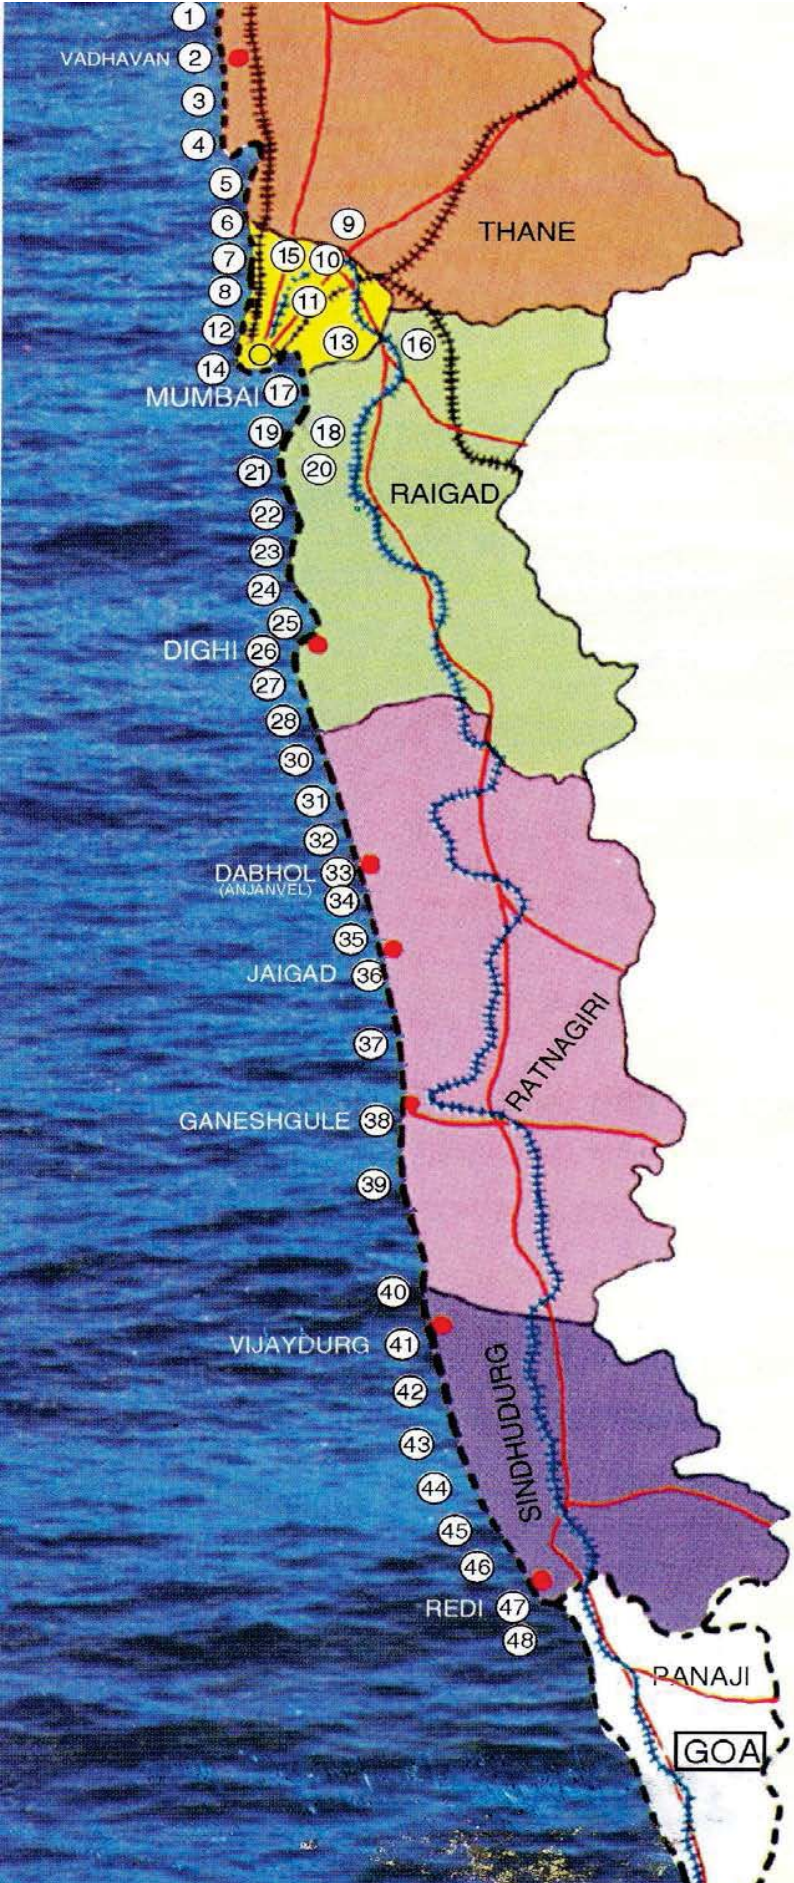 1
VADHAVAN 2
3
4
5
6
9
THANE
7
15
10
8
11
12
13
16
14
MUMBAI 17
19
18
21
20
RAIGAD
22
23
24
25
DIGHI 26
27
28
30
31
32
DABHOL 33
(ANJANVEL)
34
35
JAIGAD 36
37
RATNAGIRI
GANESHGULE 38
39
40
VIJAYDURG 41
42
SINDHUDURG
43
44
45
46
REDI 47
48
PANAJI
GOA